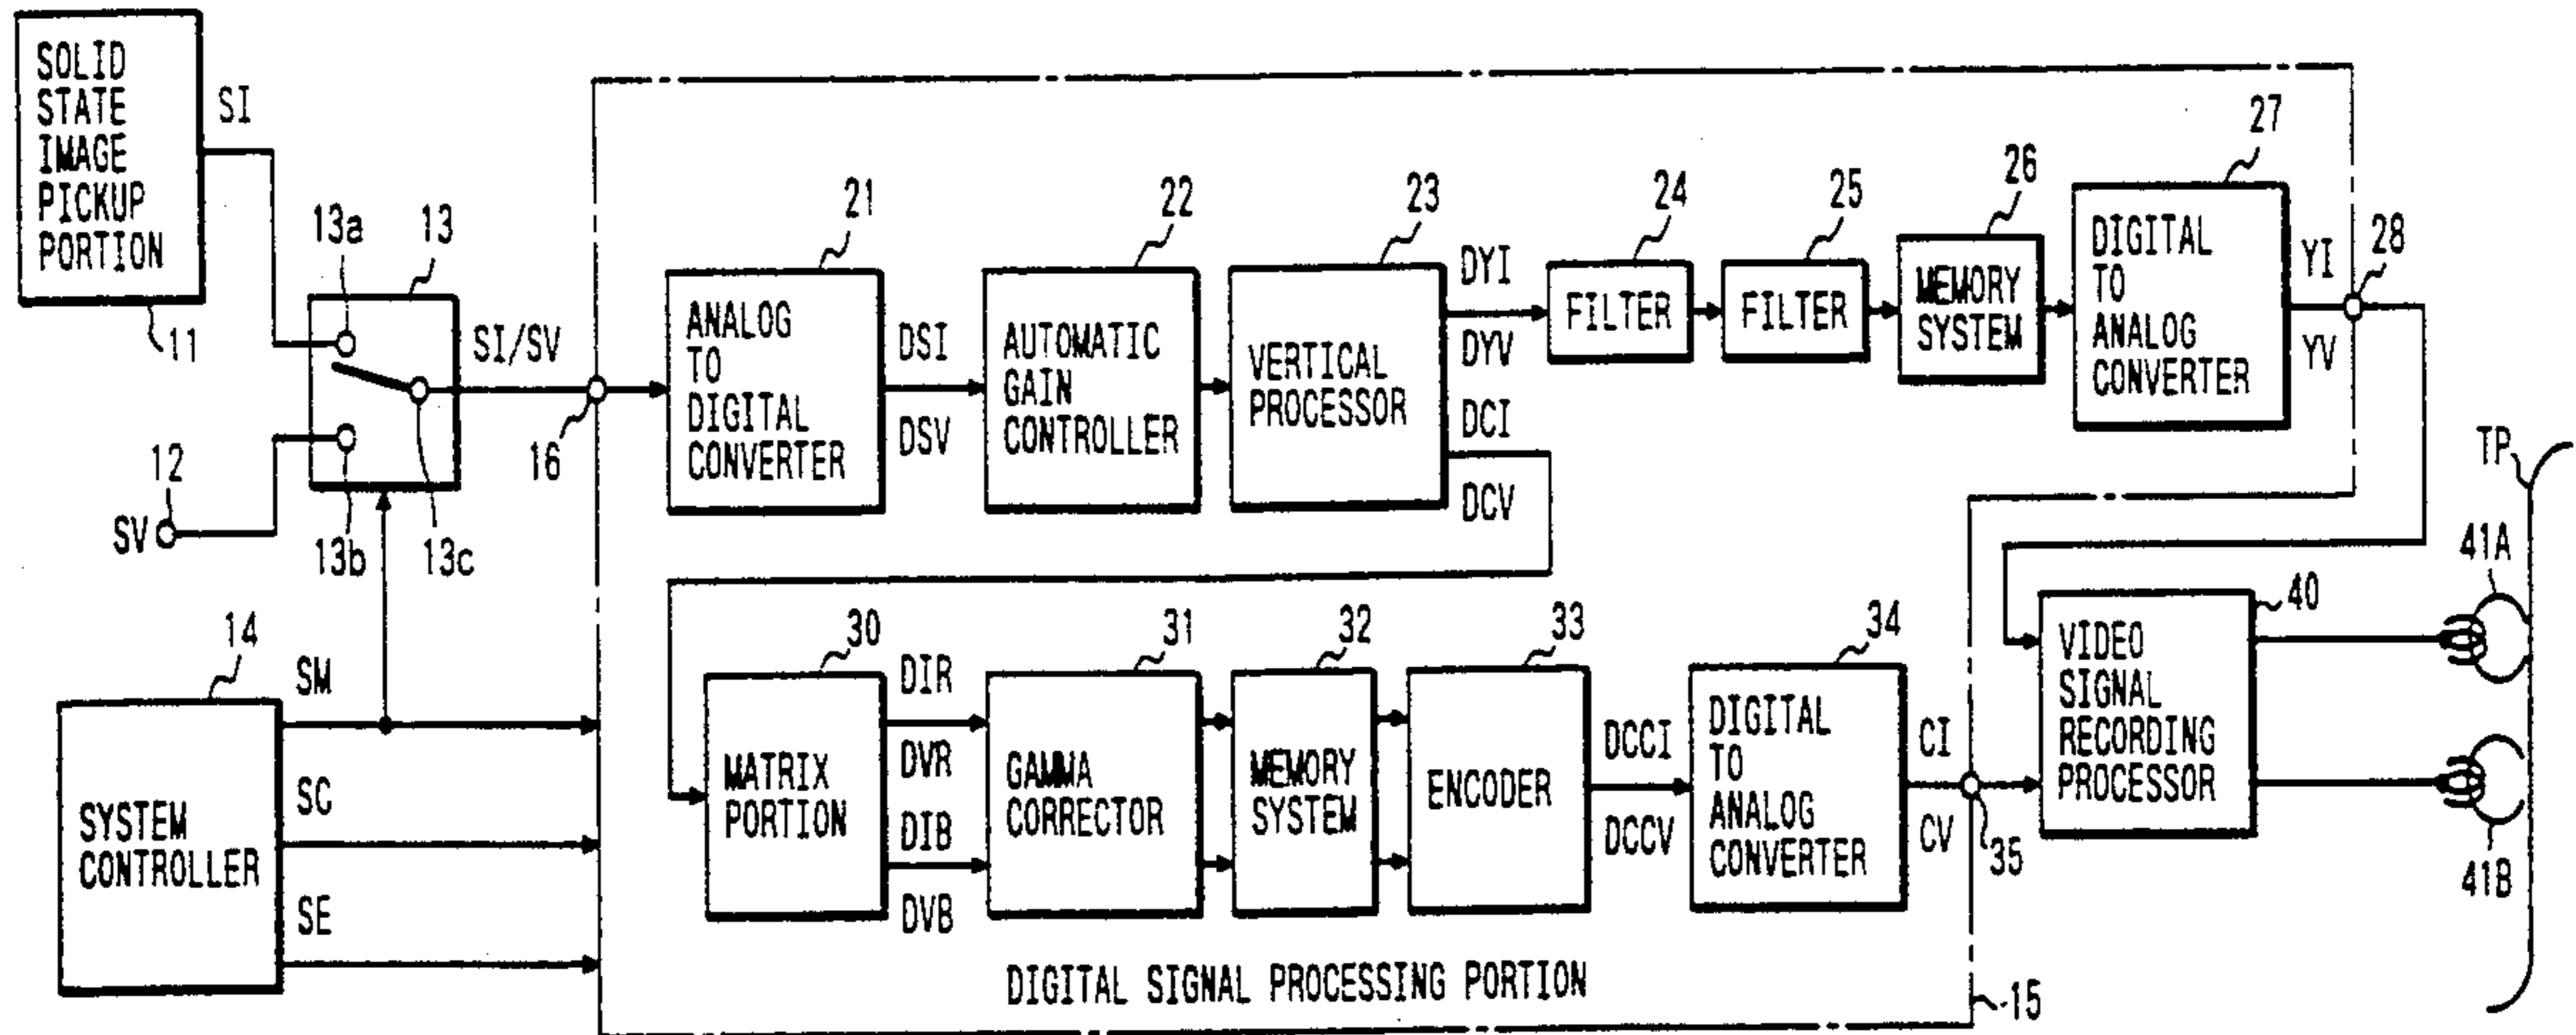 SOLID
STATE
IMAGE
PICKUP
PORTION
11
SI
13a
13
SI/SV
12
SV
13b
13c
16
14
SYSTEM
CONTROLLER
SM
SC
SE
21
ANALOG
TO
DIGITAL
CONVERTER
DSI
DSV
22
AUTOMATIC
GAIN
CONTROLLER
23
VERTICAL
PROCESSOR
DYI
DYV
DCI
DCV
24
FILTER
25
FILTER
26
MEMORY
SYSTEM
27
DIGITAL
TO
ANALOG
CONVERTER
YI
YV
28
30
MATRIX
PORTION
DIR
DVR
DIB
DVB
31
GAMMA
CORRECTOR
32
MEMORY
SYSTEM
33
ENCODER
DCCI
DCCV
34
DIGITAL
TO
ANALOG
CONVERTER
CI
CV
35
40
VIDEO
SIGNAL
RECORDING
PROCESSOR
TP
41A
41B
DIGITAL SIGNAL PROCESSING PORTION
15